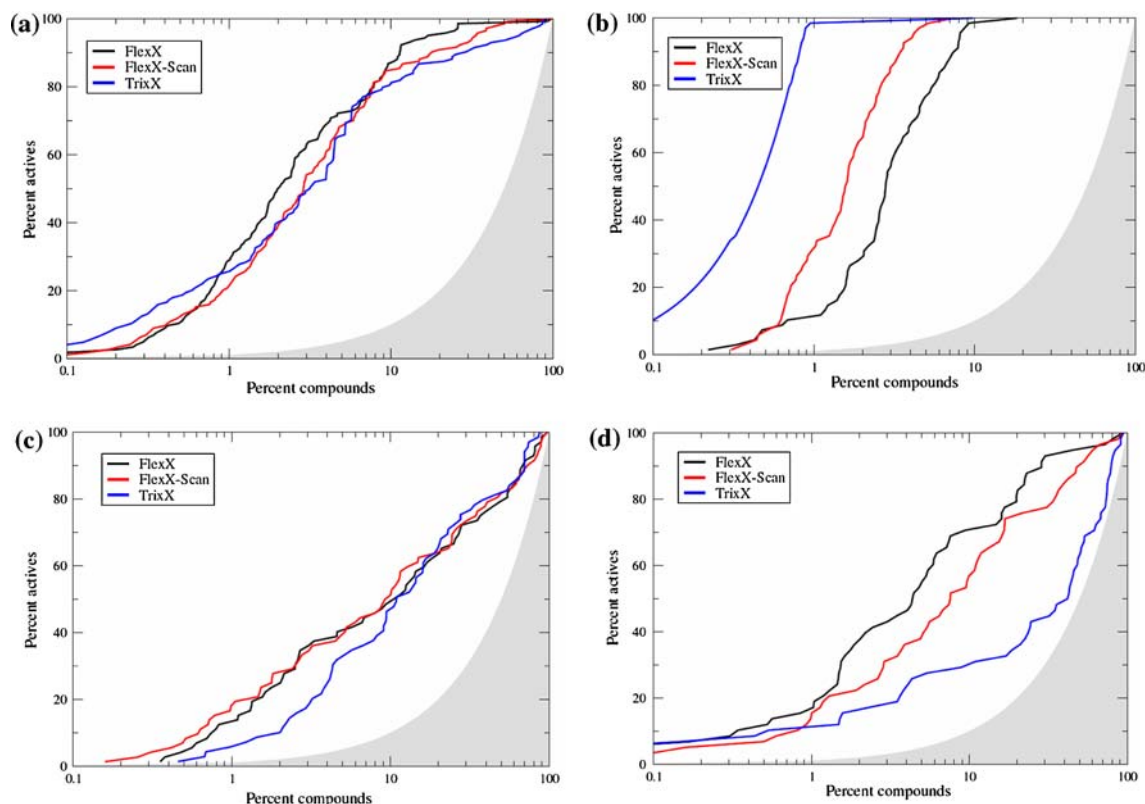 (a)
FlexX
FlexX-Scan
TrixX
Percent actives
100
80
60
40
20
0
0.1 1 10 100
Percent compounds
(b)
FlexX
FlexX-Scan
TrixX
Percent actives
100
80
60
40
20
0
0.1 1 10 100
Percent compounds
(c)
FlexX
FlexX-Scan
TrixX
Percent actives
100
80
60
40
20
0
0.1 1 10 100
Percent compounds
(d)
FlexX
FlexX-Scan
TrixX
Percent actives
100
80
60
40
20
0
0.1 1 10 100
Percent compounds